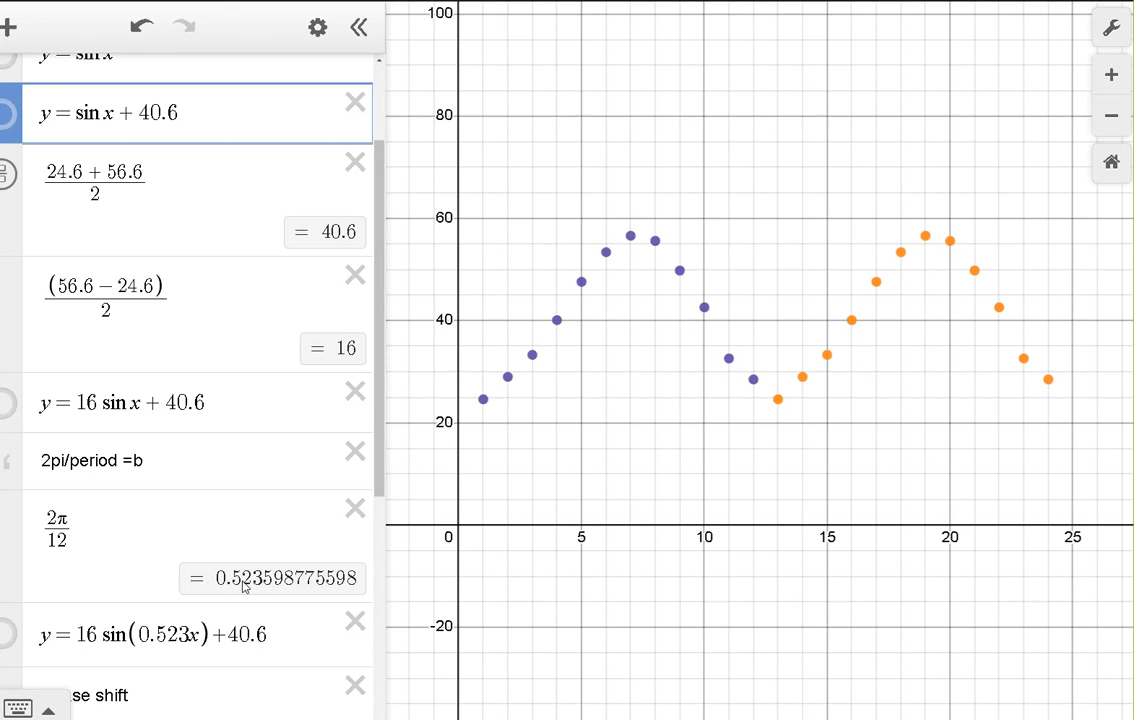 y = sin x
y = sin x + 40.6
24.6 + 56.6
2
= 40.6
(56.6 − 24.6)
2
= 16
y = 16 sin x + 40.6
2pi/period =b
2π
12
= 0.523598775598
y = 16 sin(0.523x)+40.6
se shift
100
80
60
40
20
0
5
10
15
20
25
-20